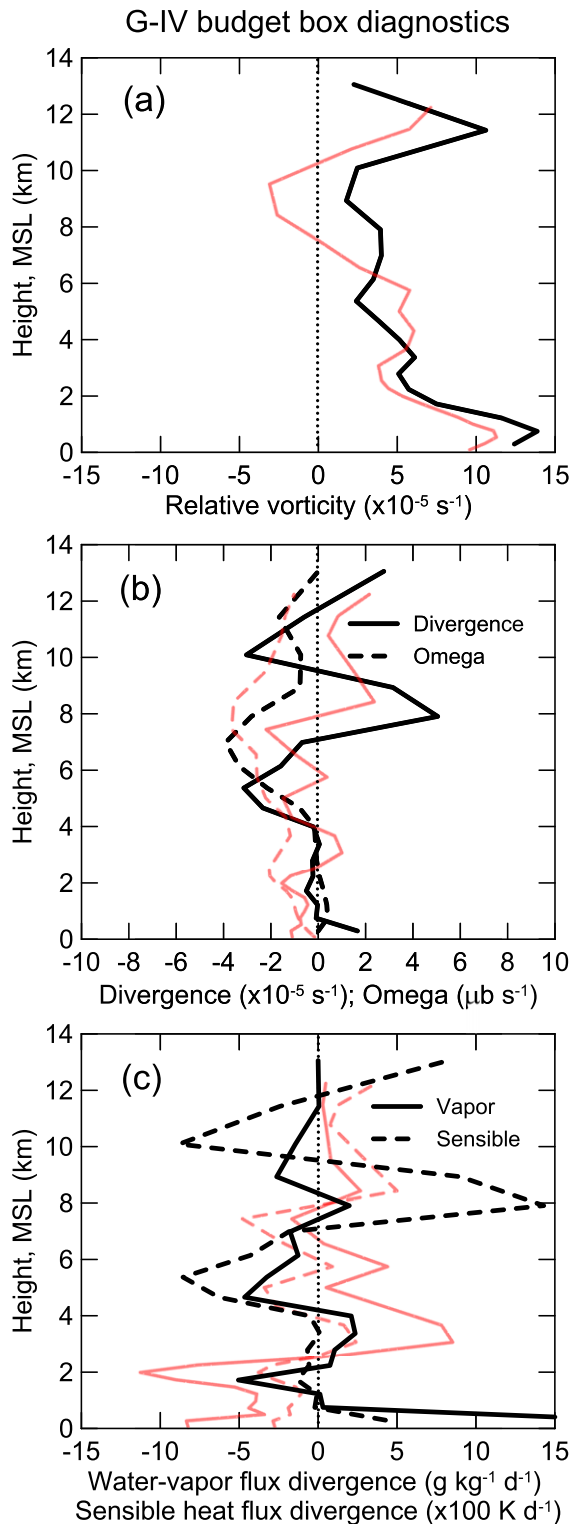 G-IV budget box diagnostics
(a)
14
12
10
8
6
4
2
0
Height, MSL (km)
-15 -10 -5 0 5 10 15
Relative vorticity (x10⁻⁵ s⁻¹)
(b)
14
12
10
8
6
4
2
0
Height, MSL (km)
Divergence
Omega
-10 -8 -6 -4 -2 0 2 4 6 8 10
Divergence (x10⁻⁵ s⁻¹); Omega (μb s⁻¹)
(c)
14
12
10
8
6
4
2
0
Height, MSL (km)
Vapor
Sensible
-15 -10 -5 0 5 10 15
Water-vapor flux divergence (g kg⁻¹ d⁻¹)
Sensible heat flux divergence (x100 K d⁻¹)